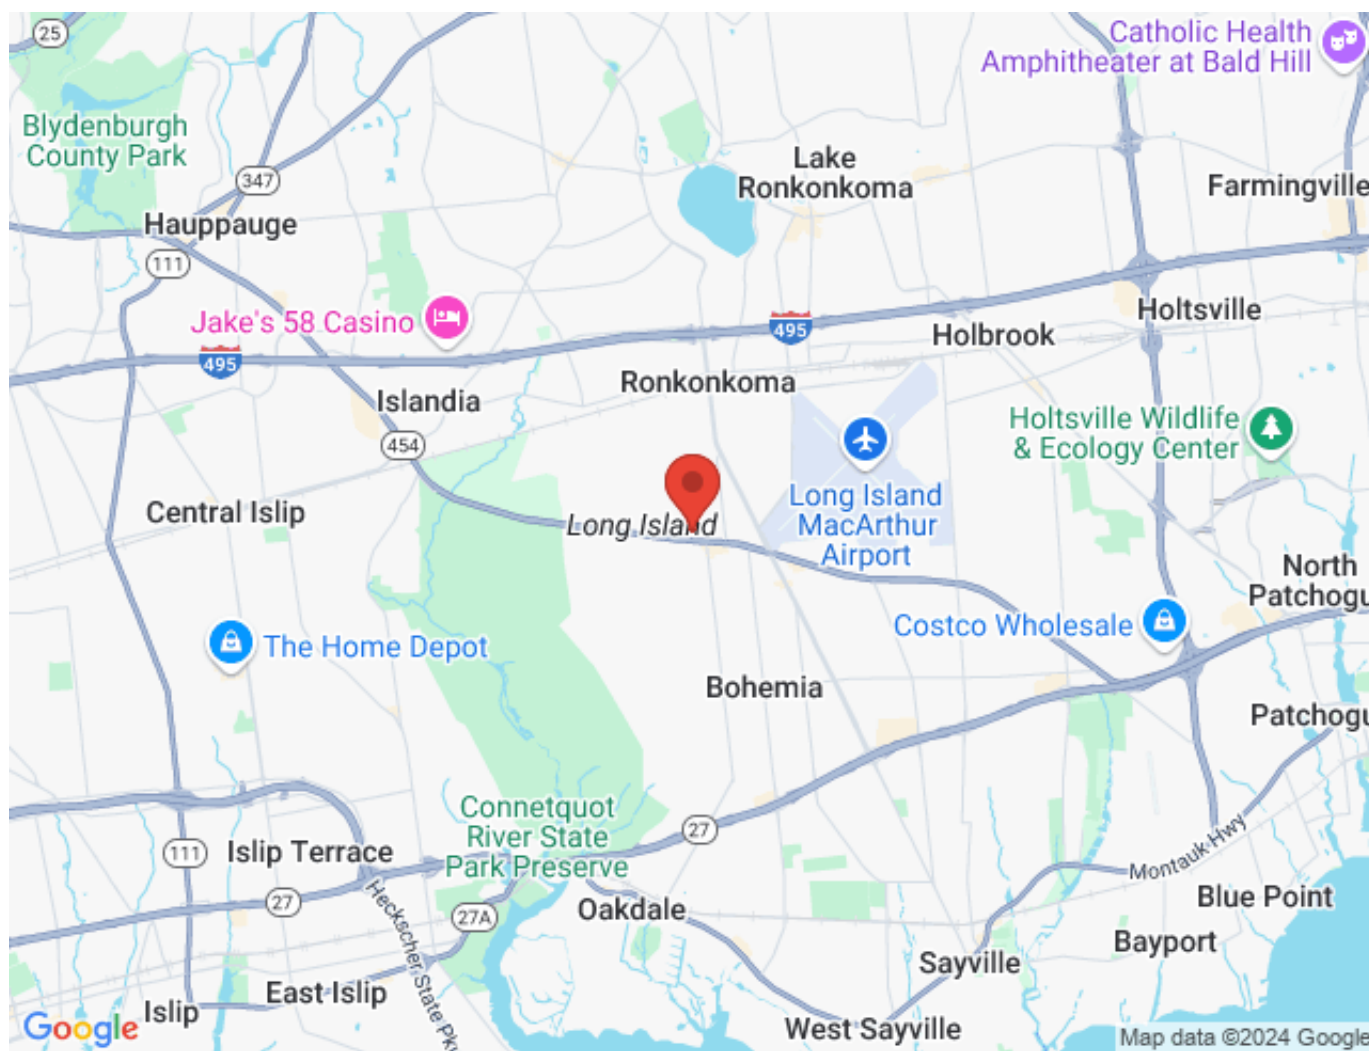 25
Catholic Health
Amphitheater at Bald Hill
Blydenburgh
County Park
Lake
Ronkonkoma
347
Farmingville
Hauppauge
111
Jake's 58 Casino
495
495
Holtsville
Holbrook
Ronkonkoma
Islandia
454
Holtsville Wildlife
& Ecology Center
Long Island
MacArthur
Airport
Central Islip
Long Island
North
Patchogu
The Home Depot
Costco Wholesale
Bohemia
Patchogu
Connetquot
River State
Park Preserve
27
111
Islip Terrace
Montauk Hwy
27
27A
Heckscher State Pkw
Oakdale
Blue Point
Bayport
Sayville
East Islip
Islip
West Sayville
Google
Map data ©2024 Google